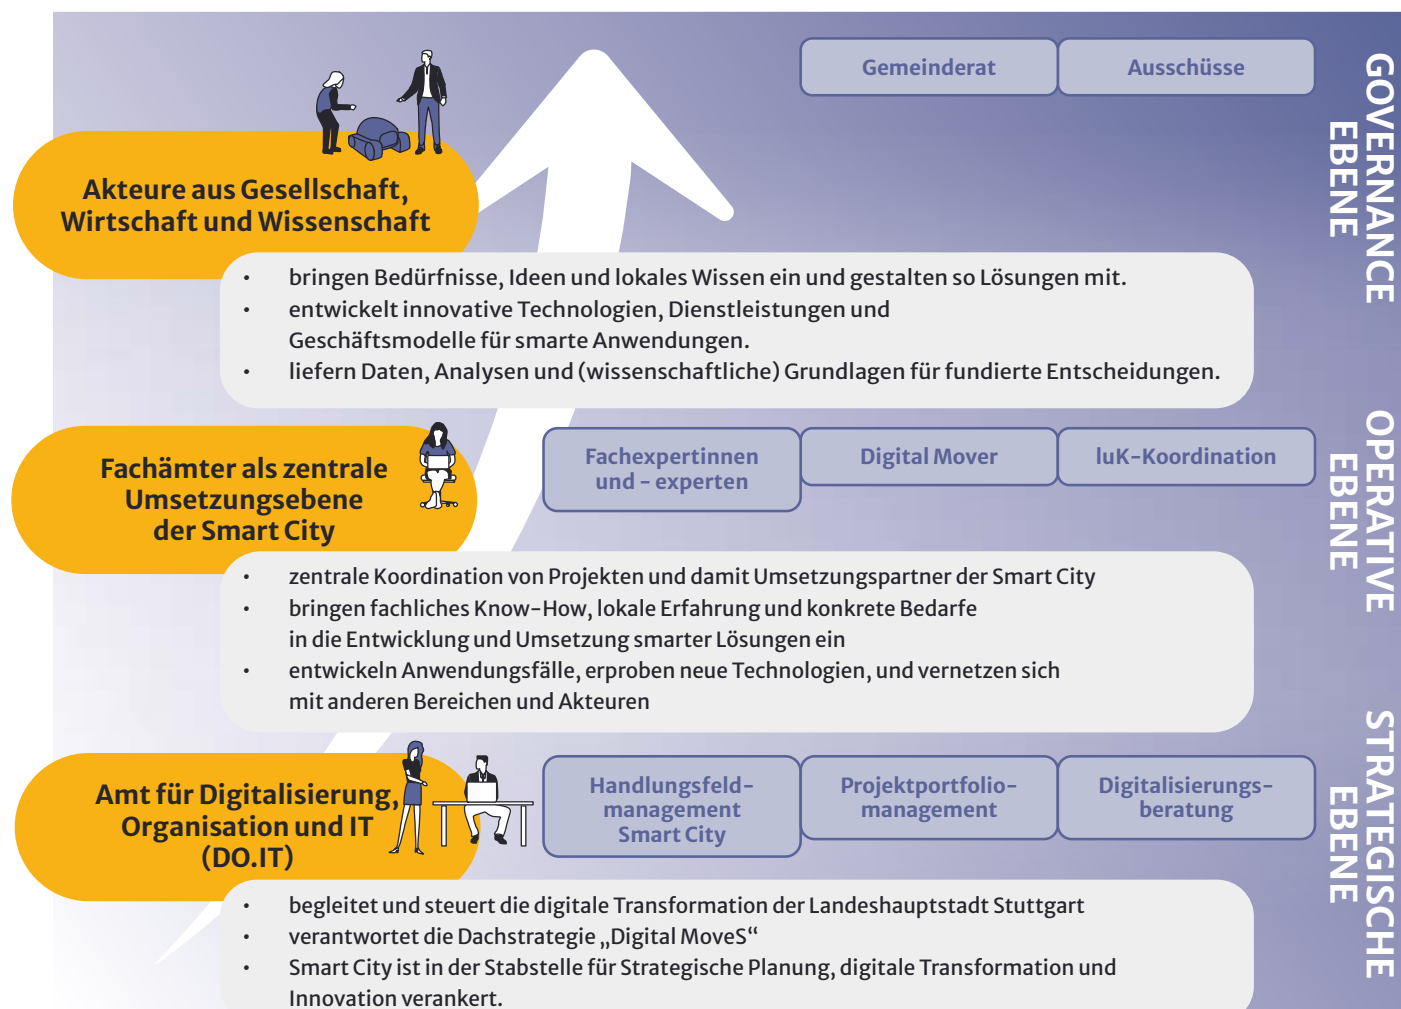 Gemeinderat
Ausschüsse
GOVERNANCE
EBENE
Akteure aus Gesellschaft,
Wirtschaft und Wissenschaft
• bringen Bedürfnisse, Ideen und lokales Wissen ein und gestalten so Lösungen mit.
• entwickelt innovative Technologien, Dienstleistungen und
Geschäftsmodelle für smarte Anwendungen.
• liefern Daten, Analysen und (wissenschaftliche) Grundlagen für fundierte Entscheidungen.
Fachämter als zentrale
Umsetzungsebene
der Smart City
Fachexpertinnen
und - experten
Digital Mover
IuK-Koordination
OPERATIVE
EBENE
• zentrale Koordination von Projekten und damit Umsetzungspartner der Smart City
• bringen fachliches Know-How, lokale Erfahrung und konkrete Bedarfe
in die Entwicklung und Umsetzung smarter Lösungen ein
• entwickeln Anwendungsfälle, erproben neue Technologien, und vernetzen sich
mit anderen Bereichen und Akteuren
Amt für Digitalisierung,
Organisation und IT
(DO.IT)
Handlungsfeld-
management
Smart City
Projektportfolio-
management
Digitalisierungs-
beratung
STRATEGISCHE
EBENE
• begleitet und steuert die digitale Transformation der Landeshauptstadt Stuttgart
• verantwortet die Dachstrategie „Digital MoveS“
• Smart City ist in der Stabstelle für Strategische Planung, digitale Transformation und
Innovation verankert.